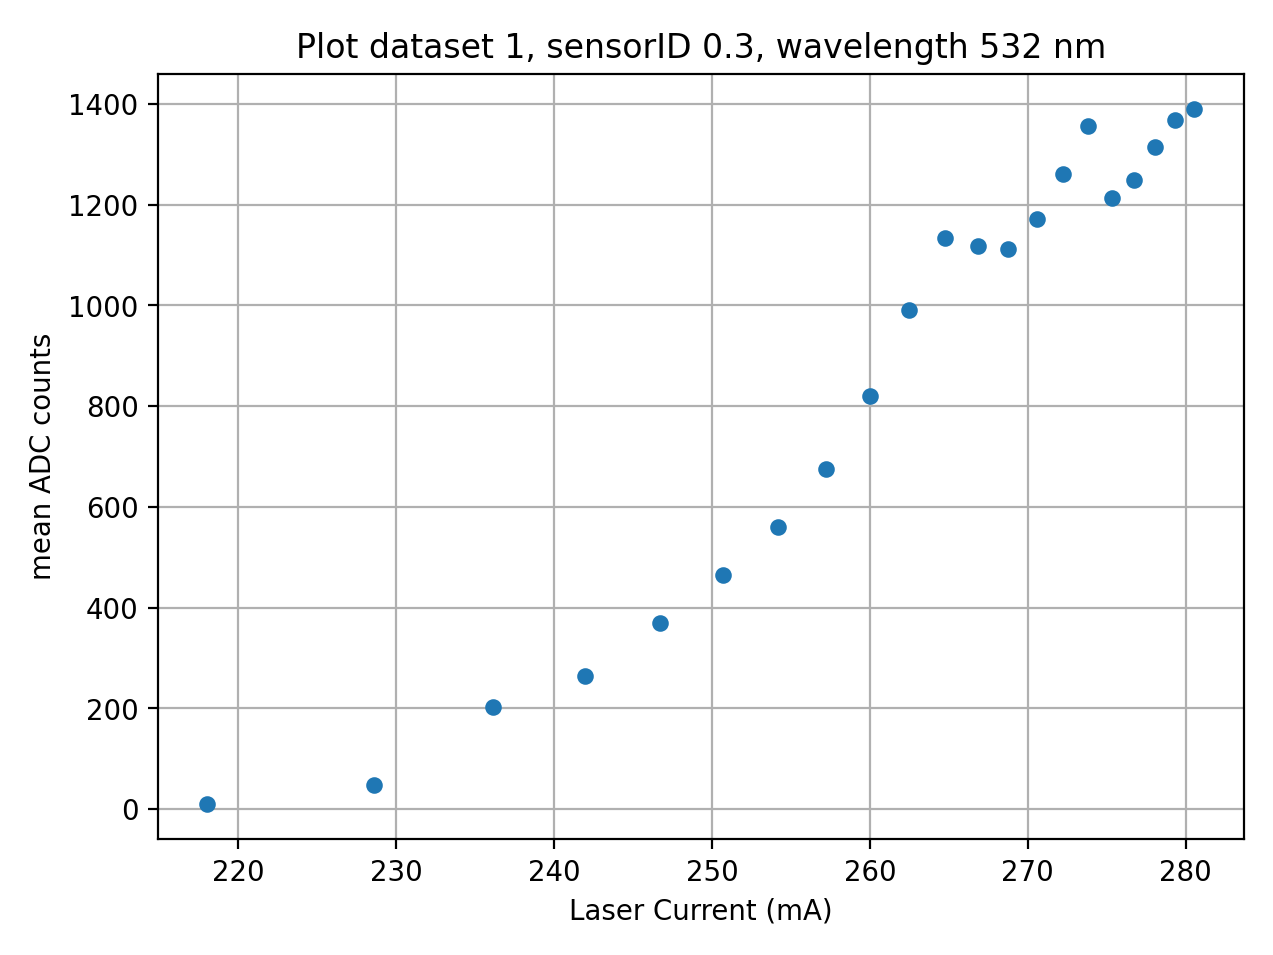 Plot dataset 1, sensorID 0.3, wavelength 532 nm
1400
1200
1000
800
600
400
200
0
mean ADC counts
220 230 240 250 260 270 280
Laser Current (mA)